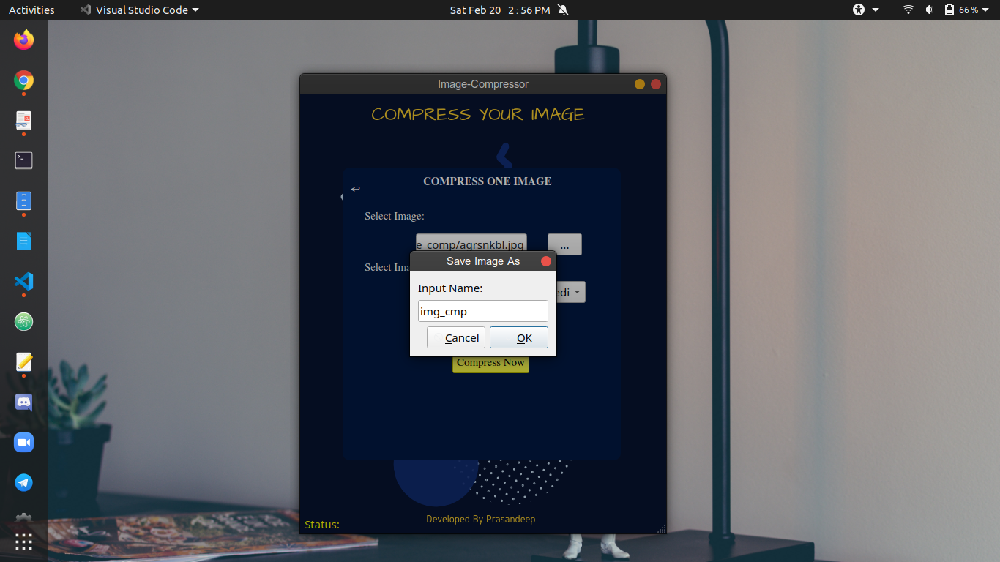 Activities
Visual Studio Code
Sat Feb 20 2:56 PM
66%
Image-Compressor
COMPRESS YOUR IMAGE
COMPRESS ONE IMAGE
Select Image:
e_comp/aqrsnkbl.jpg
...
Select Ima
edi
Save Image As
Input Name:
img_cmp
Cancel
OK
Compress Now
Developed By Prasandeep
Status: